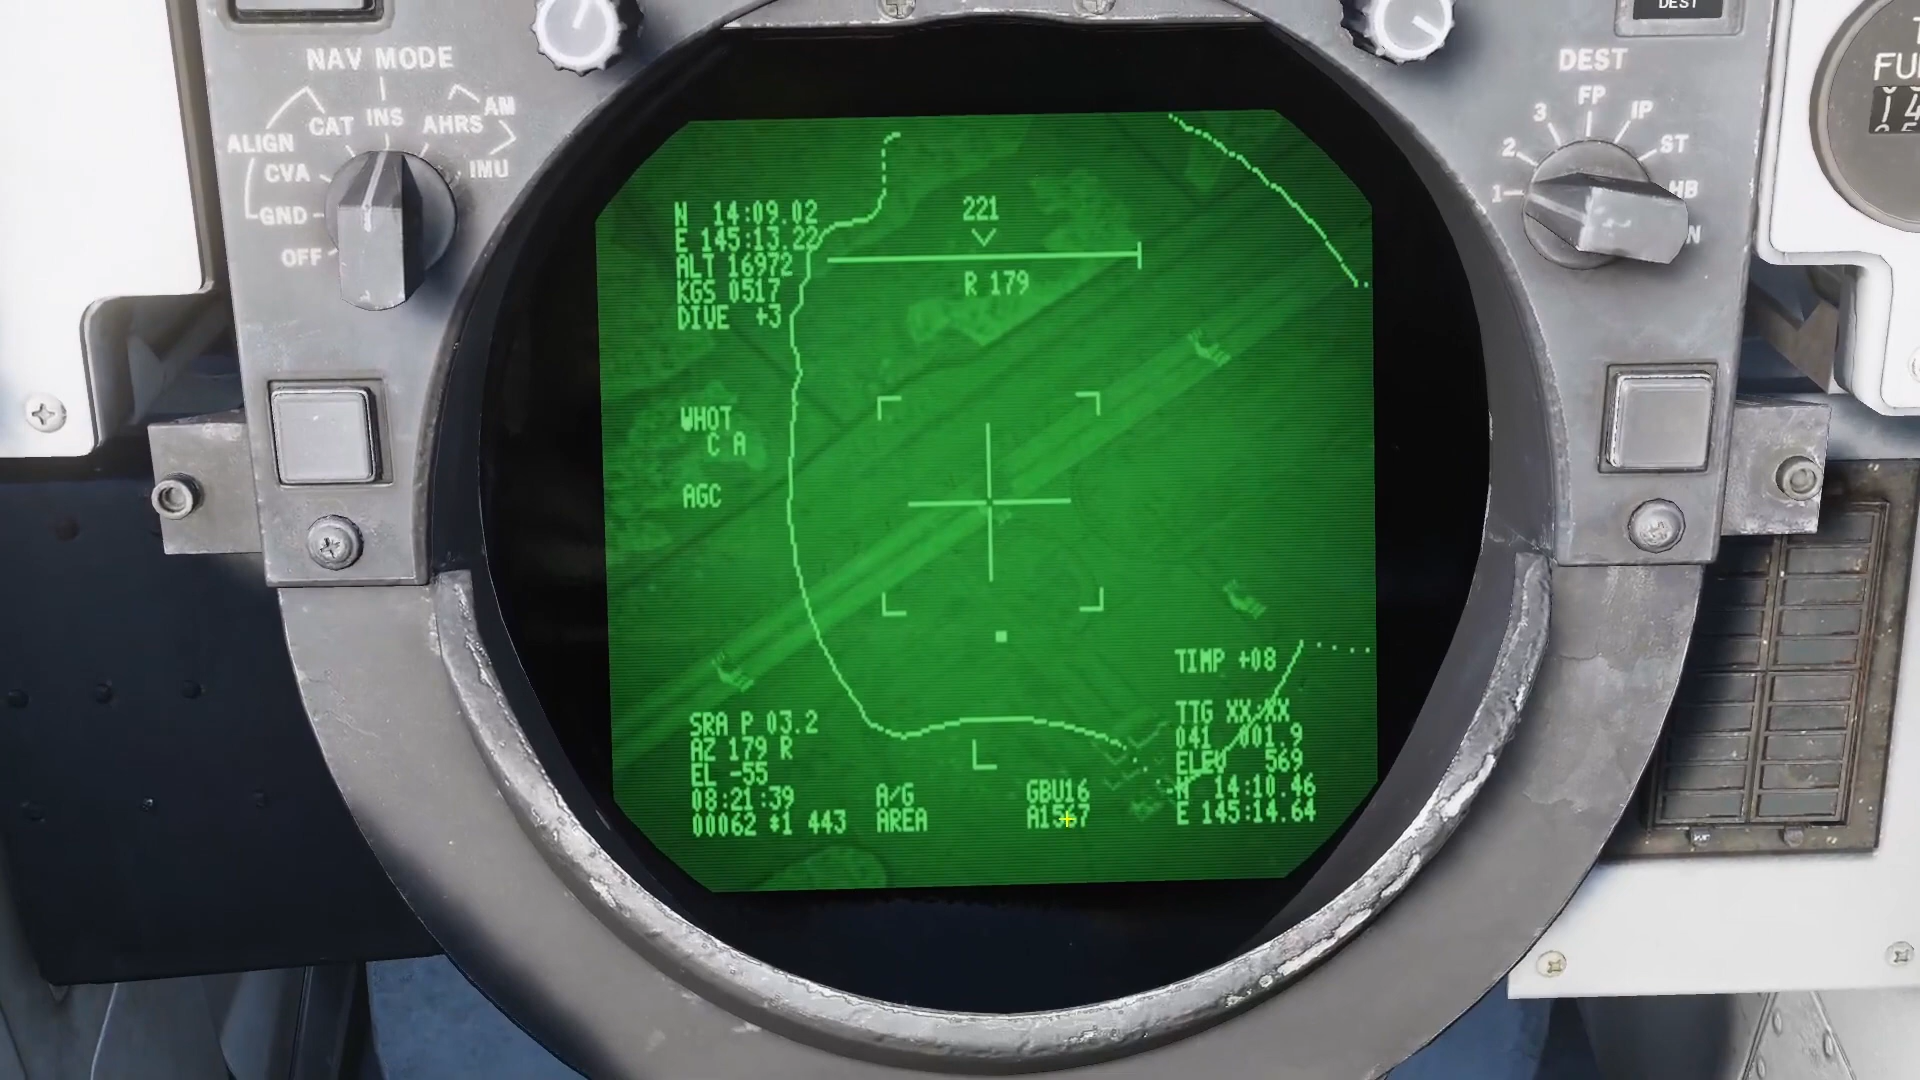 DEST
NAV MODE
INS
AM
CAT
AHRS
ALIGN
CVA
IMU
GND
OFF
DEST
FP
3
IP
2
ST
1
HB
N 14:09.02
E 145:13.22
ALT 16972
KGS 0517
DIVE +3
221
R 179
WHOT
C A
AGC
TIMP +08
TTG XX:XX
041 001.9
ELEV 569
N 14:10.46
E 145:14.64
SRA P 03.2
AZ 179 R
EL -55
08:21:39
00062 #1 443
A/G
AREA
GBU16
A1567